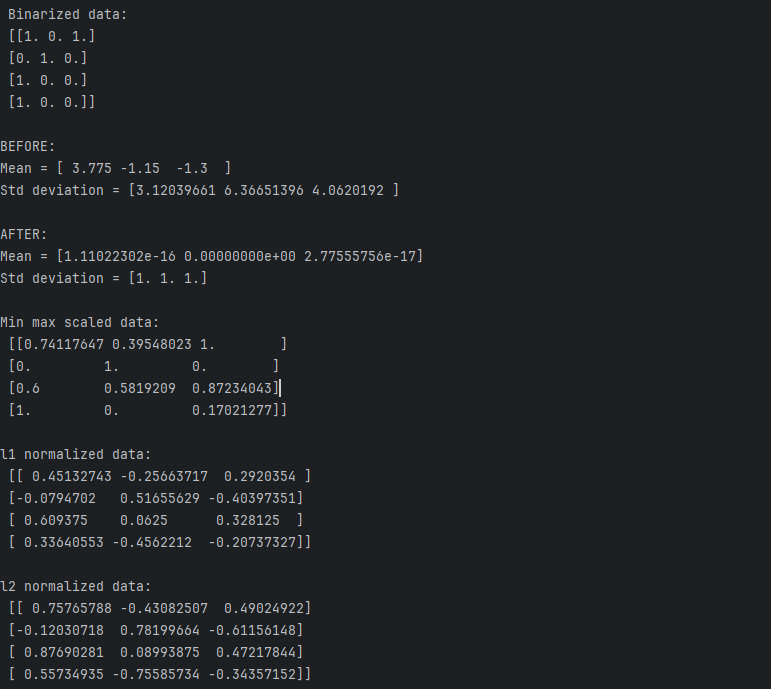 Binarized data:
[[1. 0. 1.]
[0. 1. 0.]
[1. 0. 0.]
[1. 0. 0.]]
BEFORE:
Mean = [ 3.775 -1.15  -1.3  ]
Std deviation = [3.12039661 6.36651396 4.0620192 ]
AFTER:
Mean = [1.11022302e-16 0.00000000e+00 2.77555756e-17]
Std deviation = [1. 1. 1.]
Min max scaled data:
[[0.74117647 0.39548023 1.        ]
[0.         1.         0.        ]
[0.6        0.5819209  0.87234043]
[1.         0.         0.17021277]]
l1 normalized data:
[[ 0.45132743 -0.25663717  0.2920354 ]
[-0.0794702   0.51655629 -0.40397351]
[ 0.609375    0.0625      0.328125  ]
[ 0.33640553 -0.4562212  -0.20737327]]
l2 normalized data:
[[ 0.75765788 -0.43082507  0.49024922]
[-0.12030718  0.78199664 -0.61156148]
[ 0.87690281  0.08993875  0.47217844]
[ 0.55734935 -0.75585734 -0.34357152]]